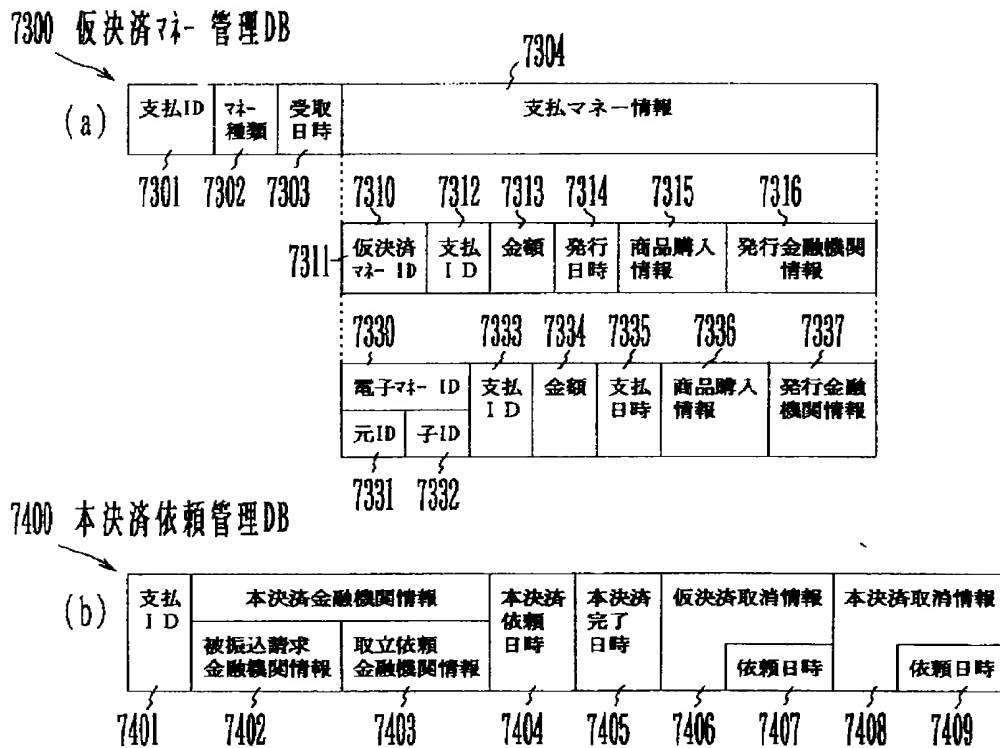 7300 仮決済マネー管理DB
7304
(a)
支払ID
マネー
種類
受取
日時
支払マネー情報
7301 7302 7303
7310 7312 7313 7314 7315 7316
7311
仮決済
マネーID
支払
ID
金額
発行
日時
商品購入
情報
発行金融機関
情報
7330 7333 7334 7335 7336 7337
電子マネーID
元ID
子ID
支払
ID
金額
支払
日時
商品購入
情報
発行金融
機関情報
7331 7332
7400 本決済依頼管理DB
(b)
支払
ID
本決済金融機関情報
被振込請求
金融機関情報
取立依頼
金融機関情報
本決済
依頼
日時
本決済
完了
日時
仮決済取消情報
依頼日時
本決済取消情報
依頼日時
7401 7402 7403 7404 7405 7406 7407 7408 7409